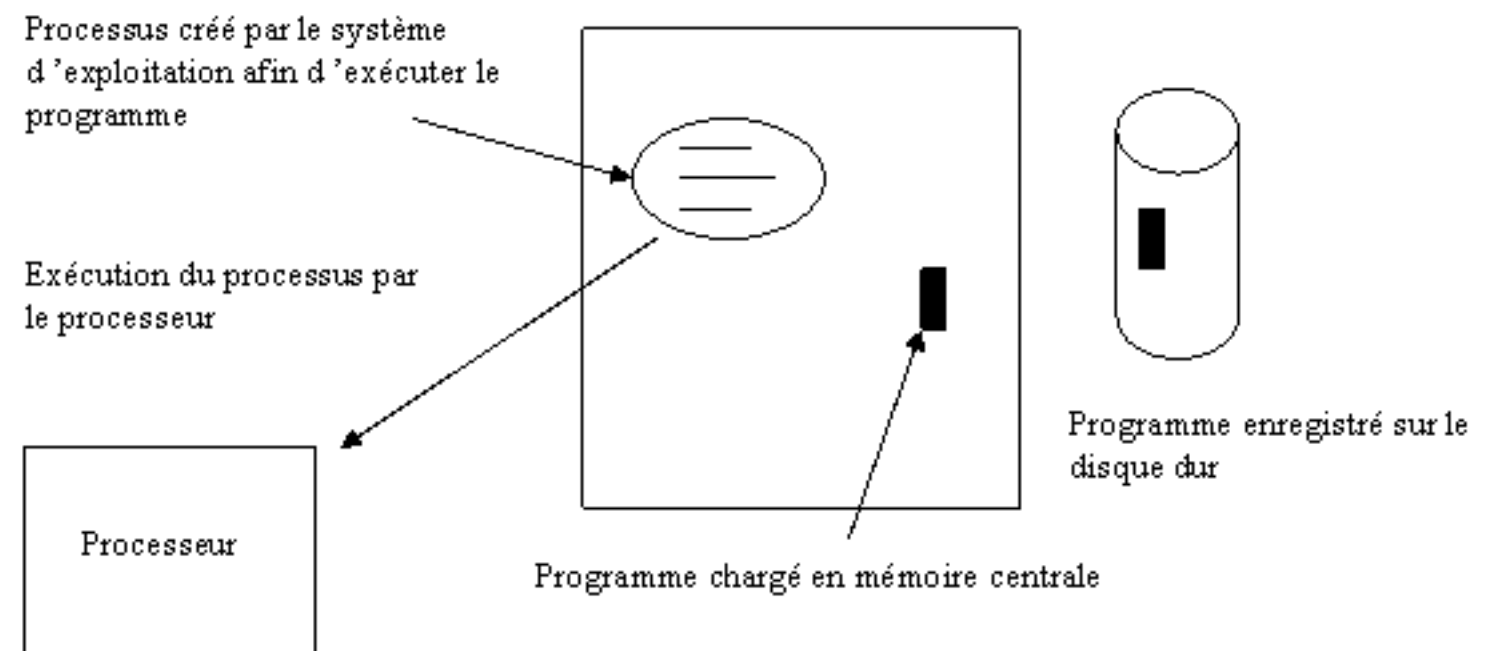 Processus créé par le système
d ’exploitation afin d ’exécuter le
programme
Exécution du processus par
le processeur
Programme enregistré sur le
disque dur
Processeur
Programme chargé en mémoire centrale